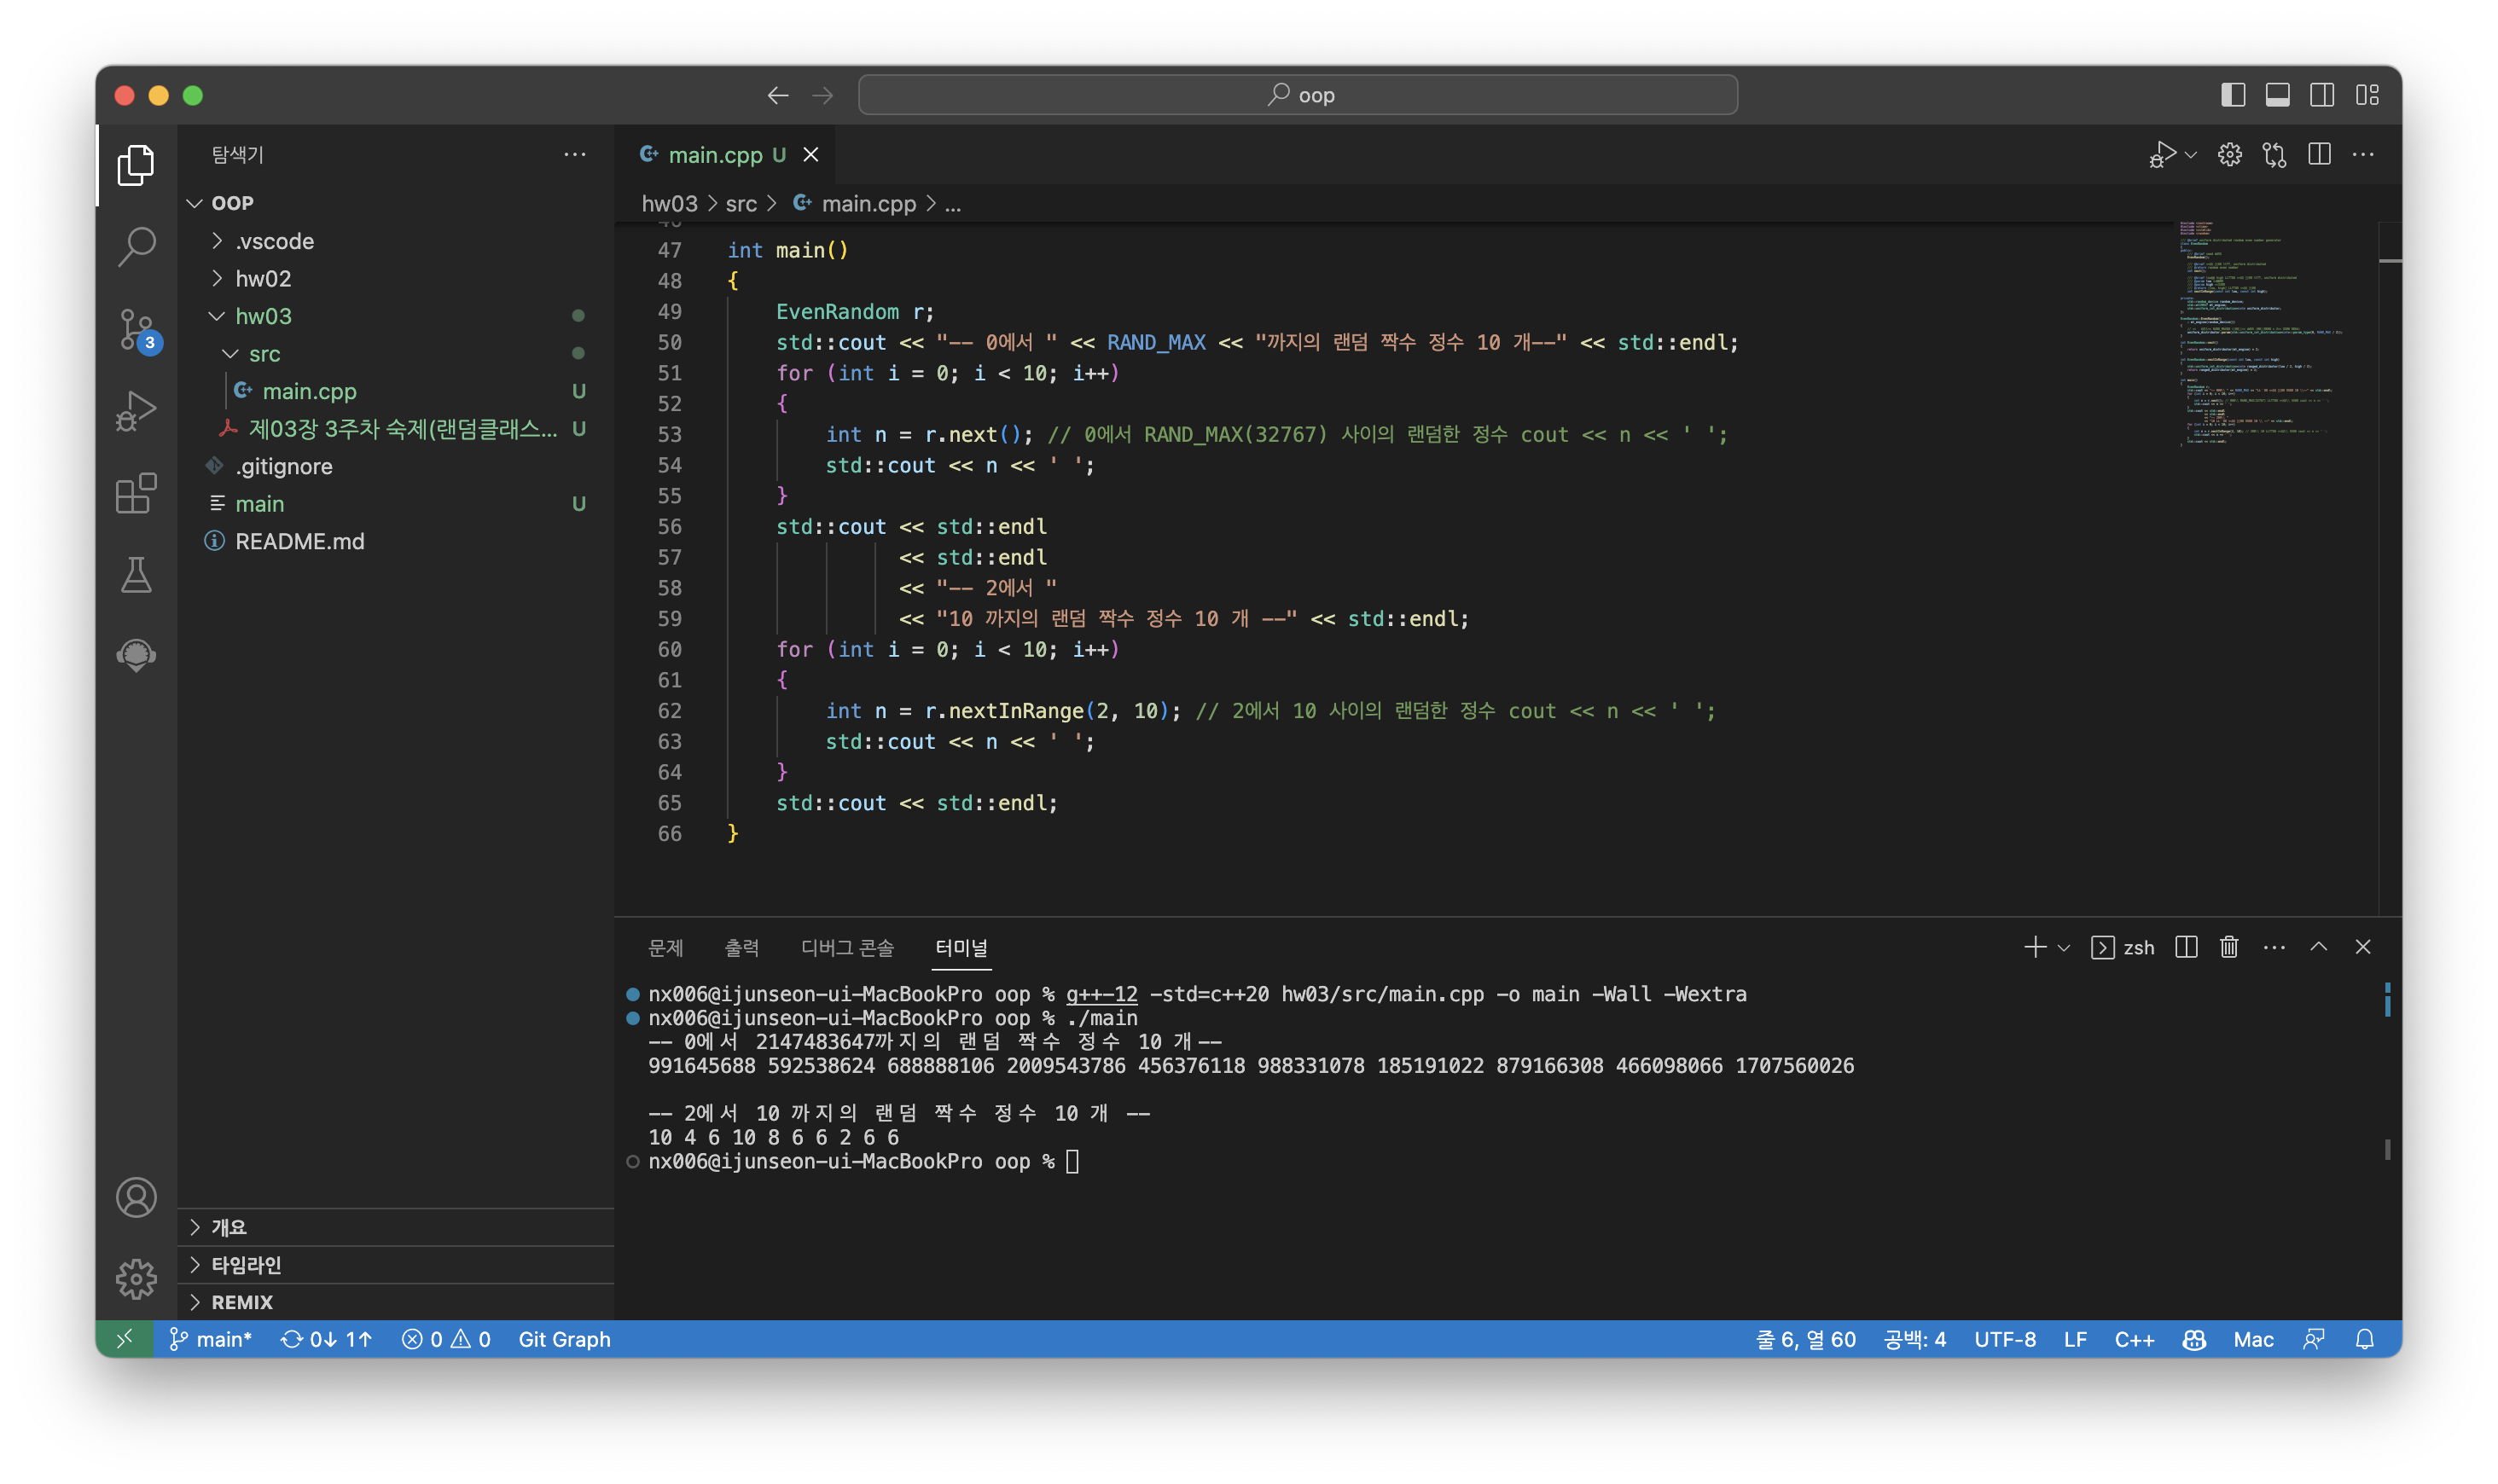 oop
탐색기
OOP
.vscode
hw02
hw03
src
main.cpp U
제03장 3주차 숙제(랜덤클래스... U
.gitignore
main U
README.md
3
개요
타임라인
REMIX
main.cpp U
hw03 > src > main.cpp > ...
46
47 int main()
48 {
49 EvenRandom r;
50 std::cout << "-- 0에서 " << RAND_MAX << "까지의 랜덤 짝수 정수 10 개--" << std::endl;
51 for (int i = 0; i < 10; i++)
52 {
53 int n = r.next(); // 0에서 RAND_MAX(32767) 사이의 랜덤한 정수 cout << n << ' ';
54 std::cout << n << ' ';
55 }
56 std::cout << std::endl
57 << std::endl
58 << "-- 2에서 "
59 << "10 까지의 랜덤 짝수 정수 10 개 --" << std::endl;
60 for (int i = 0; i < 10; i++)
61 {
62 int n = r.nextInRange(2, 10); // 2에서 10 사이의 랜덤한 정수 cout << n << ' ';
63 std::cout << n << ' ';
64 }
65 std::cout << std::endl;
66 }
문제 출력 디버그 콘솔 터미널 zsh
nx006@ijunseon-ui-MacBookPro oop % g++-12 -std=c++20 hw03/src/main.cpp -o main -Wall -Wextra
nx006@ijunseon-ui-MacBookPro oop % ./main
-- 0에서 2147483647까지의 랜덤 짝수 정수 10 개--
991645688 592538624 688888106 2009543786 456376118 988331078 185191022 879166308 466098066 1707560026
-- 2에서 10 까지의 랜덤 짝수 정수 10 개 --
10 4 6 10 8 6 6 2 6 6
nx006@ijunseon-ui-MacBookPro oop %
main* 0↓ 1↑ 0 0 Git Graph 줄 6, 열 60 공백: 4 UTF-8 LF C++ Mac